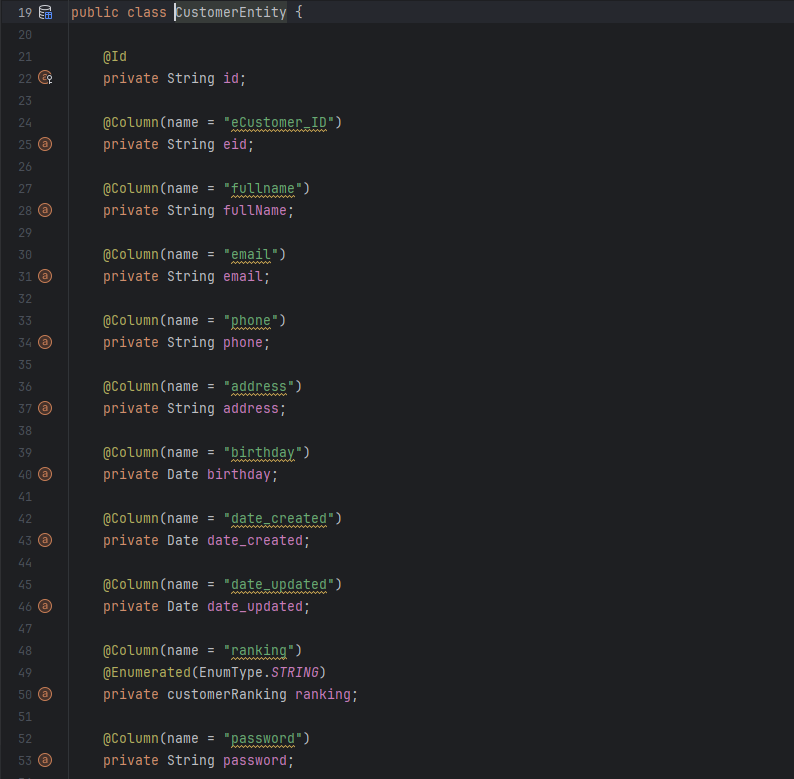 19 public class CustomerEntity {
20
21 @Id
22 private String id;
23
24 @Column(name = "eCustomer_ID")
25 private String eid;
26
27 @Column(name = "fullname")
28 private String fullName;
29
30 @Column(name = "email")
31 private String email;
32
33 @Column(name = "phone")
34 private String phone;
35
36 @Column(name = "address")
37 private String address;
38
39 @Column(name = "birthday")
40 private Date birthday;
41
42 @Column(name = "date_created")
43 private Date date_created;
44
45 @Column(name = "date_updated")
46 private Date date_updated;
47
48 @Column(name = "ranking")
49 @Enumerated(EnumType.STRING)
50 private customerRanking ranking;
51
52 @Column(name = "password")
53 private String password;